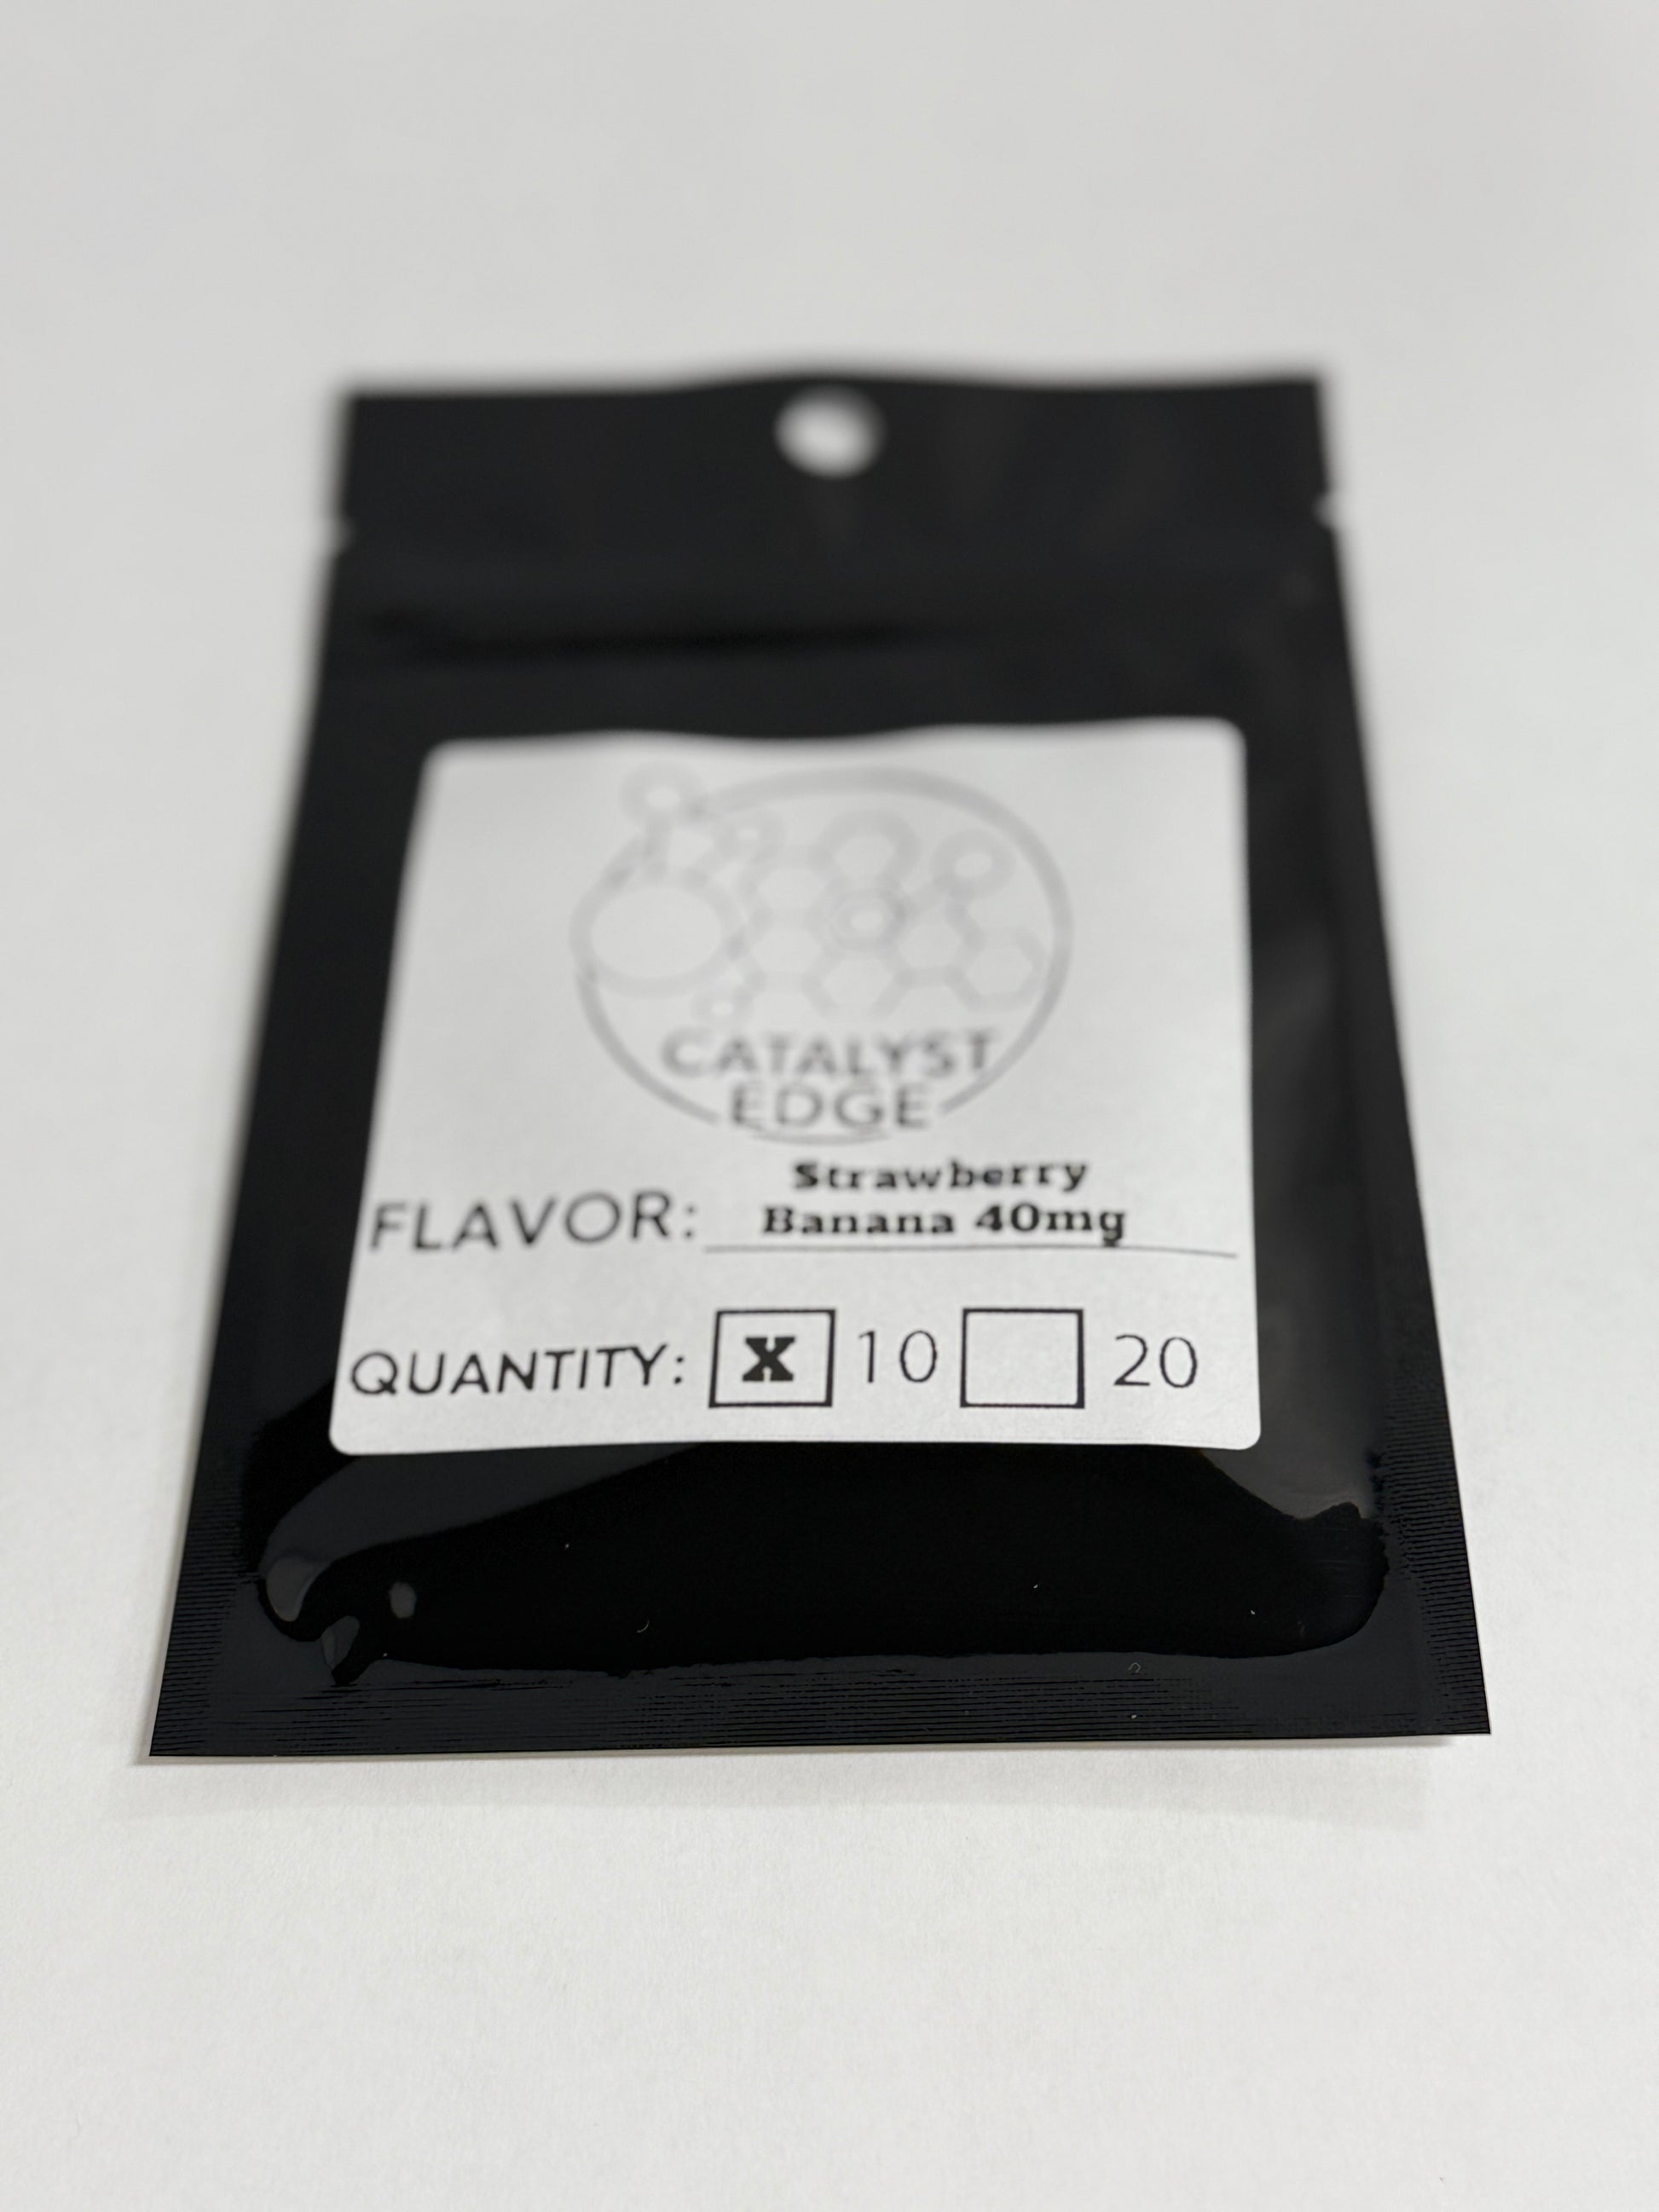 CATALYST
EDGE
Strawberry
FLAVOR: Banana 40mg
QUANTITY: X 10 20